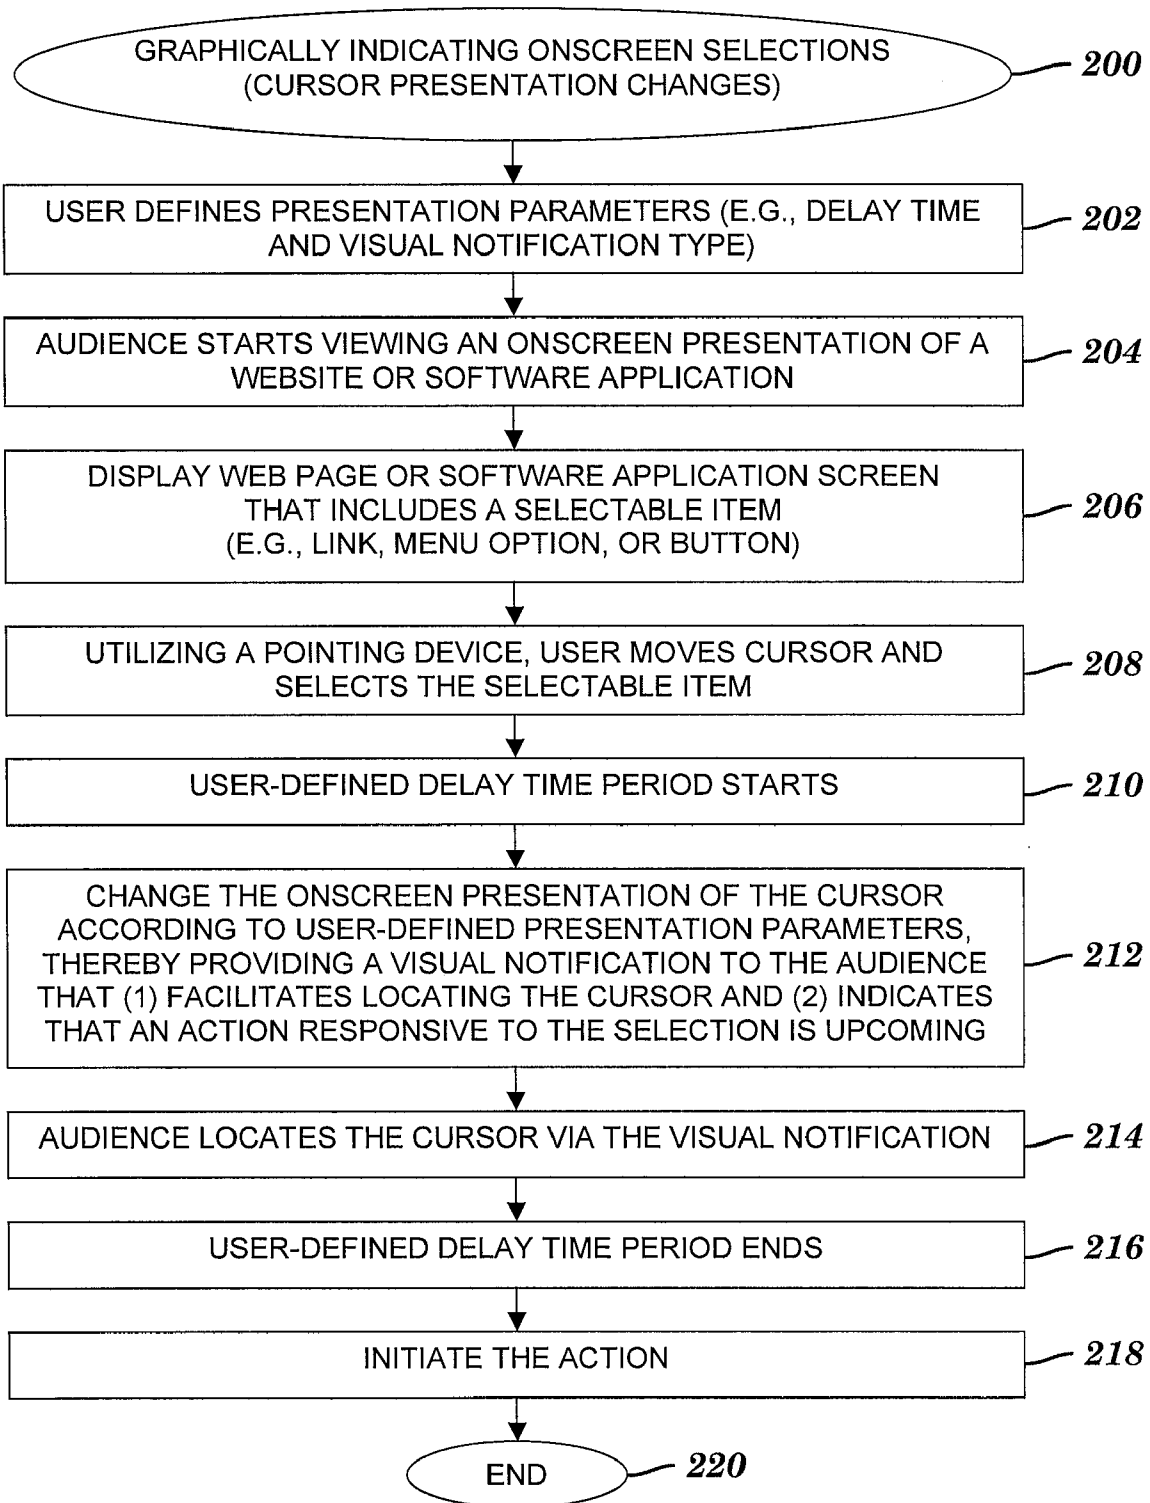 GRAPHICALLY INDICATING ONSCREEN SELECTIONS
(CURSOR PRESENTATION CHANGES)
200
USER DEFINES PRESENTATION PARAMETERS (E.G., DELAY TIME
AND VISUAL NOTIFICATION TYPE)
202
AUDIENCE STARTS VIEWING AN ONSCREEN PRESENTATION OF A
WEBSITE OR SOFTWARE APPLICATION
204
DISPLAY WEB PAGE OR SOFTWARE APPLICATION SCREEN
THAT INCLUDES A SELECTABLE ITEM
(E.G., LINK, MENU OPTION, OR BUTTON)
206
UTILIZING A POINTING DEVICE, USER MOVES CURSOR AND
SELECTS THE SELECTABLE ITEM
208
USER-DEFINED DELAY TIME PERIOD STARTS
210
CHANGE THE ONSCREEN PRESENTATION OF THE CURSOR
ACCORDING TO USER-DEFINED PRESENTATION PARAMETERS,
THEREBY PROVIDING A VISUAL NOTIFICATION TO THE AUDIENCE
THAT (1) FACILITATES LOCATING THE CURSOR AND (2) INDICATES
THAT AN ACTION RESPONSIVE TO THE SELECTION IS UPCOMING
212
AUDIENCE LOCATES THE CURSOR VIA THE VISUAL NOTIFICATION
214
USER-DEFINED DELAY TIME PERIOD ENDS
216
INITIATE THE ACTION
218
END
220